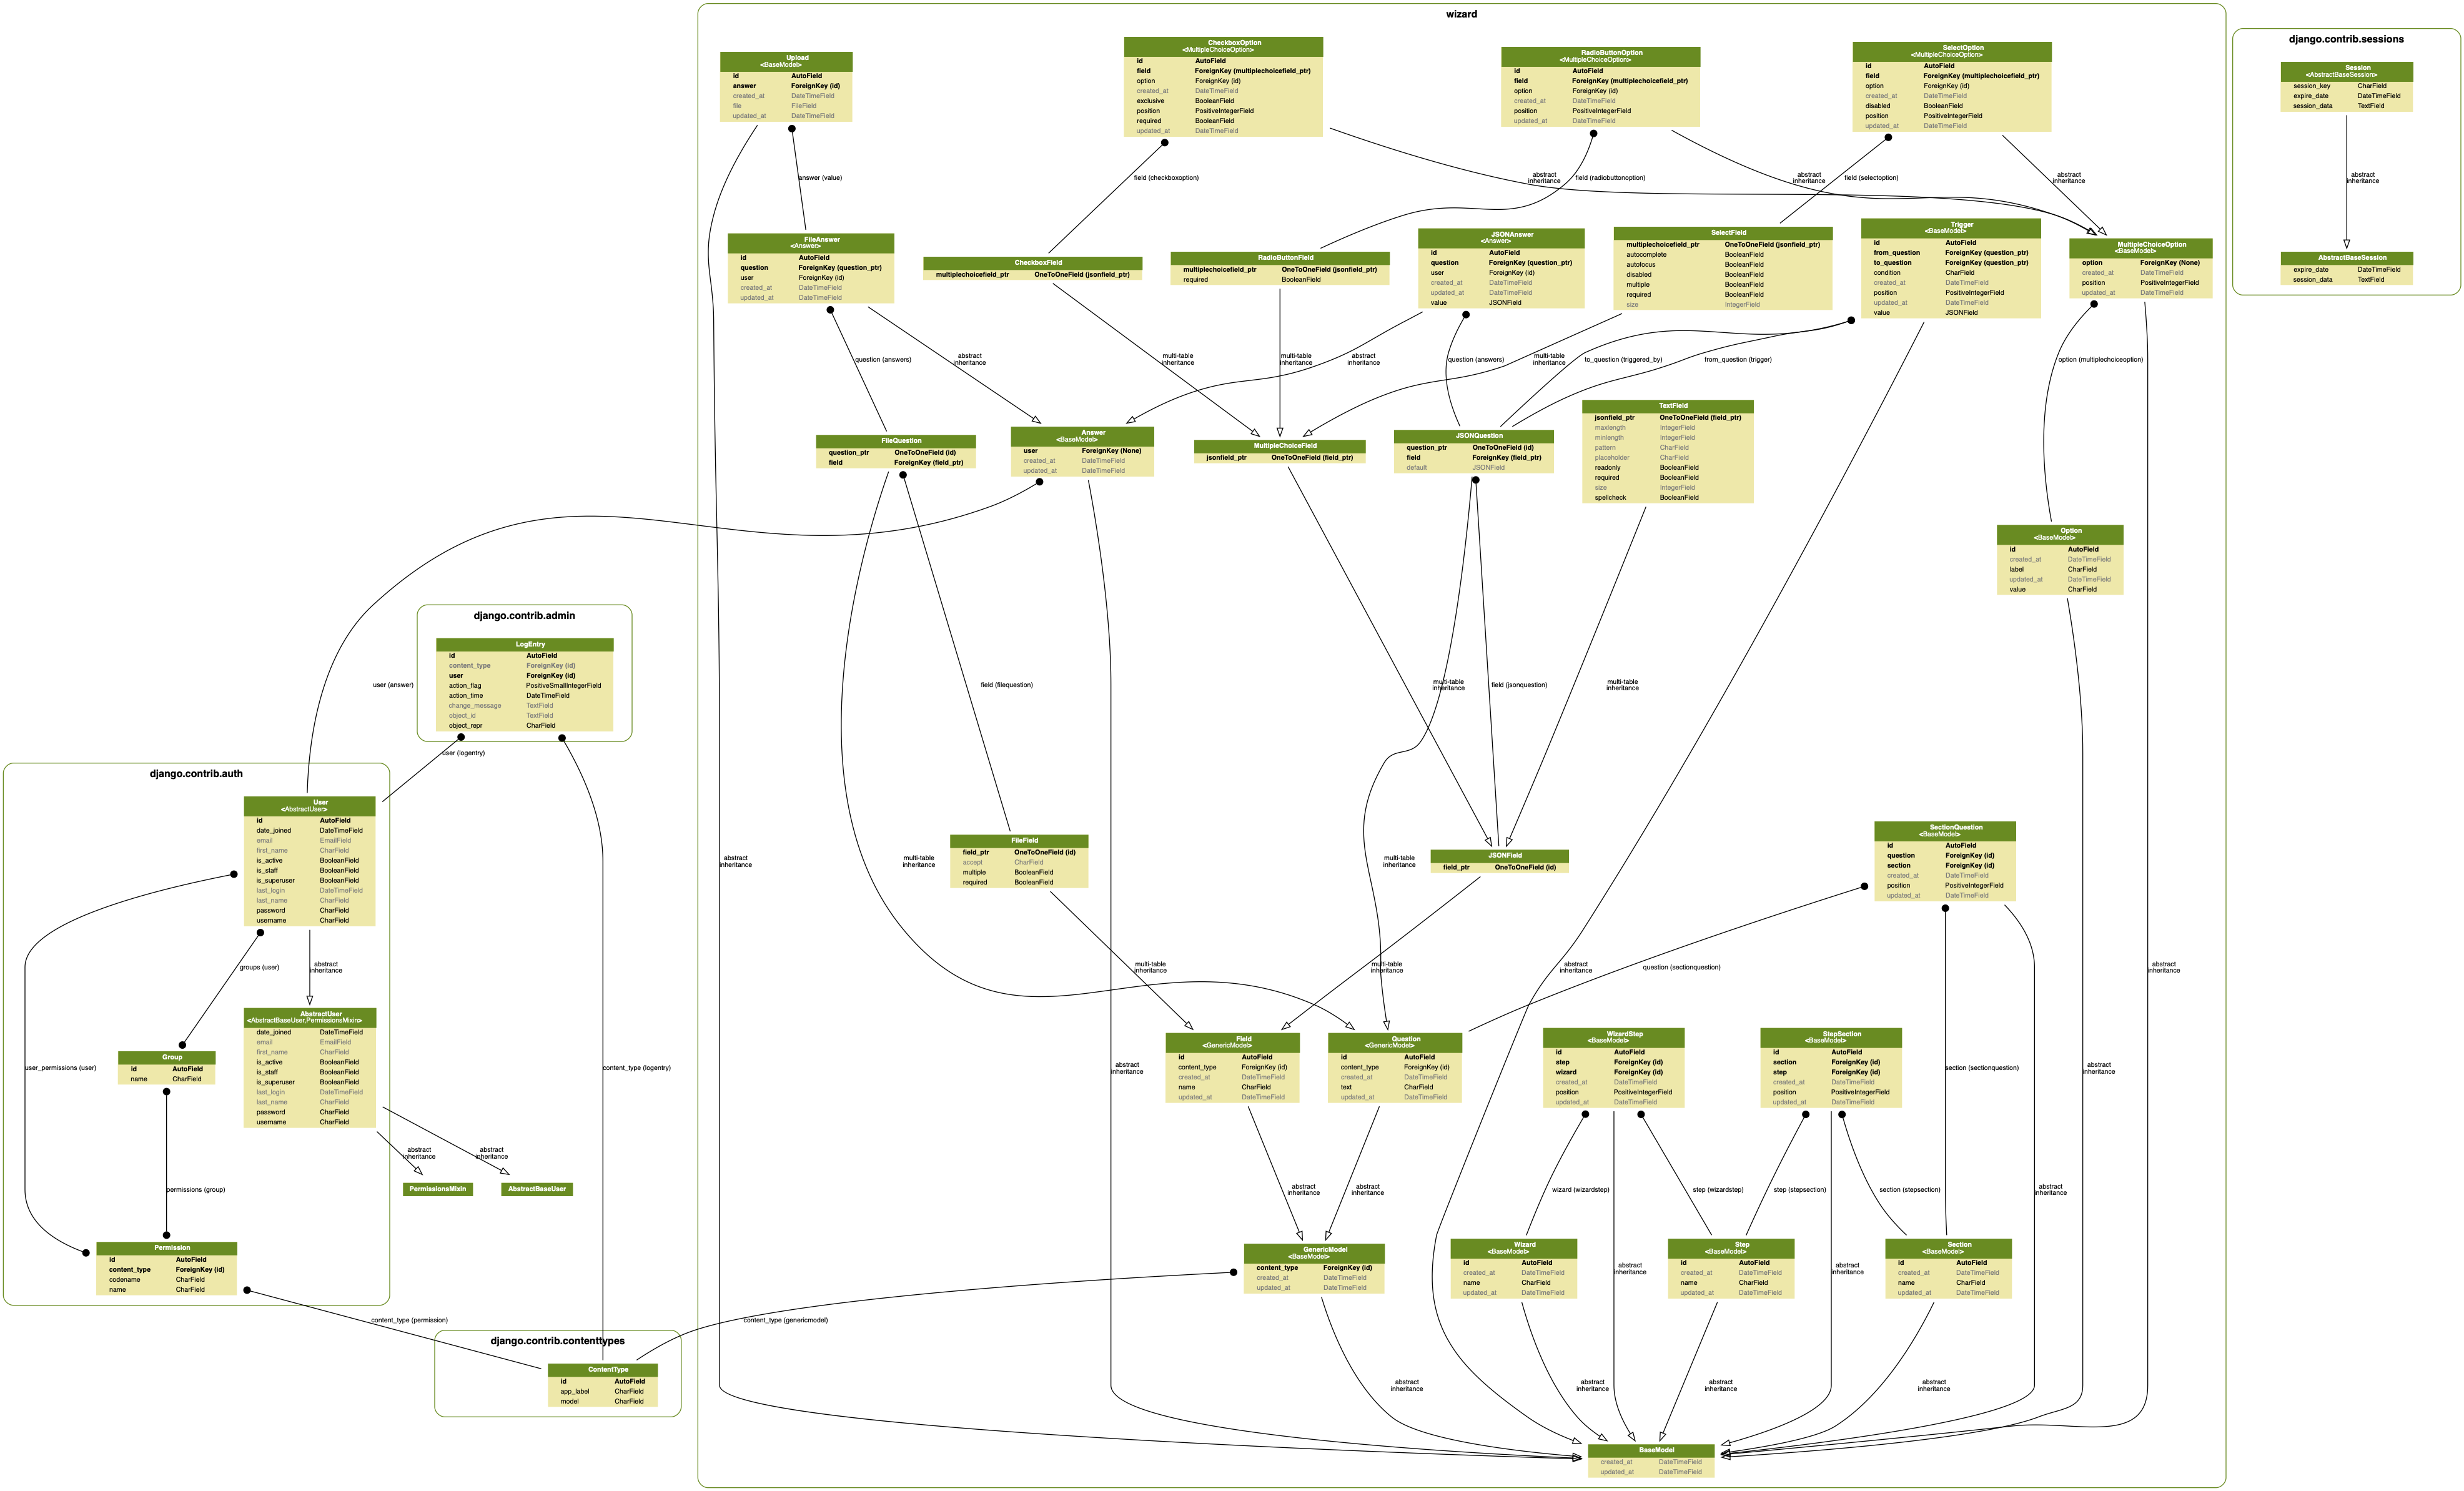 wizard
Upload
<BaseModel>
id AutoField
answer ForeignKey (id)
created_at DateTimeField
file FileField
updated_at DateTimeField
CheckboxOption
<MultipleChoiceOption>
id AutoField
field ForeignKey (multiplechoicefield_ptr)
option ForeignKey (id)
created_at DateTimeField
exclusive BooleanField
position PositiveIntegerField
required BooleanField
updated_at DateTimeField
RadioButtonOption
<MultipleChoiceOption>
id AutoField
field ForeignKey (multiplechoicefield_ptr)
option ForeignKey (id)
created_at DateTimeField
position PositiveIntegerField
updated_at DateTimeField
SelectOption
<MultipleChoiceOption>
id AutoField
field ForeignKey (multiplechoicefield_ptr)
option ForeignKey (id)
created_at DateTimeField
disabled BooleanField
position PositiveIntegerField
updated_at DateTimeField
django.contrib.sessions
Session
<AbstractBaseSession>
session_key CharField
expire_date DateTimeField
session_data TextField
abstract
inheritance
AbstractBaseSession
expire_date DateTimeField
session_data TextField
answer (value)
field (checkboxoption)
abstract
inheritance
field (radiobuttonoption)
abstract
inheritance
field (selectoption)
abstract
inheritance
FileAnswer
<Answer>
id AutoField
question ForeignKey (question_ptr)
user ForeignKey (id)
created_at DateTimeField
updated_at DateTimeField
CheckboxField
multiplechoicefield_ptr OneToOneField (jsonfield_ptr)
RadioButtonField
multiplechoicefield_ptr OneToOneField (jsonfield_ptr)
required BooleanField
JSONAnswer
<Answer>
id AutoField
question ForeignKey (question_ptr)
user ForeignKey (id)
created_at DateTimeField
updated_at DateTimeField
value JSONField
SelectField
multiplechoicefield_ptr OneToOneField (jsonfield_ptr)
autocomplete BooleanField
autofocus BooleanField
disabled BooleanField
multiple BooleanField
required BooleanField
size IntegerField
Trigger
<BaseModel>
id AutoField
from_question ForeignKey (question_ptr)
to_question ForeignKey (question_ptr)
condition CharField
created_at DateTimeField
position PositiveIntegerField
updated_at DateTimeField
value JSONField
MultipleChoiceOption
<BaseModel>
option ForeignKey (None)
created_at DateTimeField
position PositiveIntegerField
updated_at DateTimeField
question (answers)
abstract
inheritance
multi-table
inheritance
multi-table
inheritance
abstract
inheritance
question (answers)
multi-table
inheritance
to_question (triggered_by)
from_question (trigger)
option (multiplechoiceoption)
FileQuestion
question_ptr OneToOneField (id)
field ForeignKey (field_ptr)
Answer
<BaseModel>
user ForeignKey (None)
created_at DateTimeField
updated_at DateTimeField
MultipleChoiceField
jsonfield_ptr OneToOneField (field_ptr)
JSONQuestion
question_ptr OneToOneField (id)
field ForeignKey (field_ptr)
default JSONField
TextField
jsonfield_ptr OneToOneField (field_ptr)
maxlength IntegerField
minlength IntegerField
pattern CharField
placeholder CharField
readonly BooleanField
required BooleanField
size IntegerField
spellcheck BooleanField
Option
<BaseModel>
id AutoField
created_at DateTimeField
label CharField
updated_at DateTimeField
value CharField
django.contrib.admin
LogEntry
id AutoField
content_type ForeignKey (id)
user ForeignKey (id)
action_flag PositiveSmallIntegerField
action_time DateTimeField
change_message TextField
object_id TextField
object_repr CharField
user (answer)
field (filequestion)
multi-table
inheritance
field (jsonquestion)
multi-table
inheritance
user (logentry)
django.contrib.auth
User
<AbstractUser>
id AutoField
date_joined DateTimeField
email EmailField
first_name CharField
is_active BooleanField
is_staff BooleanField
is_superuser BooleanField
last_login DateTimeField
last_name CharField
password CharField
username CharField
abstract
inheritance
multi-table
inheritance
FileField
field_ptr OneToOneField (id)
accept CharField
multiple BooleanField
required BooleanField
multi-table
inheritance
JSONField
field_ptr OneToOneField (id)
SectionQuestion
<BaseModel>
id AutoField
question ForeignKey (id)
section ForeignKey (id)
created_at DateTimeField
position PositiveIntegerField
updated_at DateTimeField
groups (user)
abstract
inheritance
multi-table
inheritance
multi-table
inheritance
abstract
inheritance
question (sectionquestion)
abstract
inheritance
AbstractUser
<AbstractBaseUser,PermissionsMixin>
date_joined DateTimeField
email EmailField
first_name CharField
is_active BooleanField
is_staff BooleanField
is_superuser BooleanField
last_login DateTimeField
last_name CharField
password CharField
username CharField
Group
id AutoField
name CharField
user_permissions (user)
content_type (logentry)
abstract
inheritance
Field
<GenericModel>
id AutoField
content_type ForeignKey (id)
created_at DateTimeField
name CharField
updated_at DateTimeField
Question
<GenericModel>
id AutoField
content_type ForeignKey (id)
created_at DateTimeField
text CharField
updated_at DateTimeField
WizardStep
<BaseModel>
id AutoField
step ForeignKey (id)
wizard ForeignKey (id)
created_at DateTimeField
position PositiveIntegerField
updated_at DateTimeField
StepSection
<BaseModel>
id AutoField
section ForeignKey (id)
step ForeignKey (id)
created_at DateTimeField
position PositiveIntegerField
updated_at DateTimeField
section (sectionquestion)
abstract
inheritance
abstract
inheritance
abstract
inheritance
PermissionsMixin
AbstractBaseUser
permissions (group)
abstract
inheritance
abstract
inheritance
wizard (wizardstep)
step (wizardstep)
step (stepsection)
section (stepsection)
abstract
inheritance
Permission
id AutoField
content_type ForeignKey (id)
codename CharField
name CharField
GenericModel
<BaseModel>
content_type ForeignKey (id)
created_at DateTimeField
updated_at DateTimeField
Wizard
<BaseModel>
id AutoField
created_at DateTimeField
name CharField
updated_at DateTimeField
abstract
inheritance
Step
<BaseModel>
id AutoField
created_at DateTimeField
name CharField
updated_at DateTimeField
abstract
inheritance
Section
<BaseModel>
id AutoField
created_at DateTimeField
name CharField
updated_at DateTimeField
content_type (permission)
content_type (genericmodel)
django.contrib.contenttypes
ContentType
id AutoField
app_label CharField
model CharField
abstract
inheritance
abstract
inheritance
abstract
inheritance
abstract
inheritance
BaseModel
created_at DateTimeField
updated_at DateTimeField